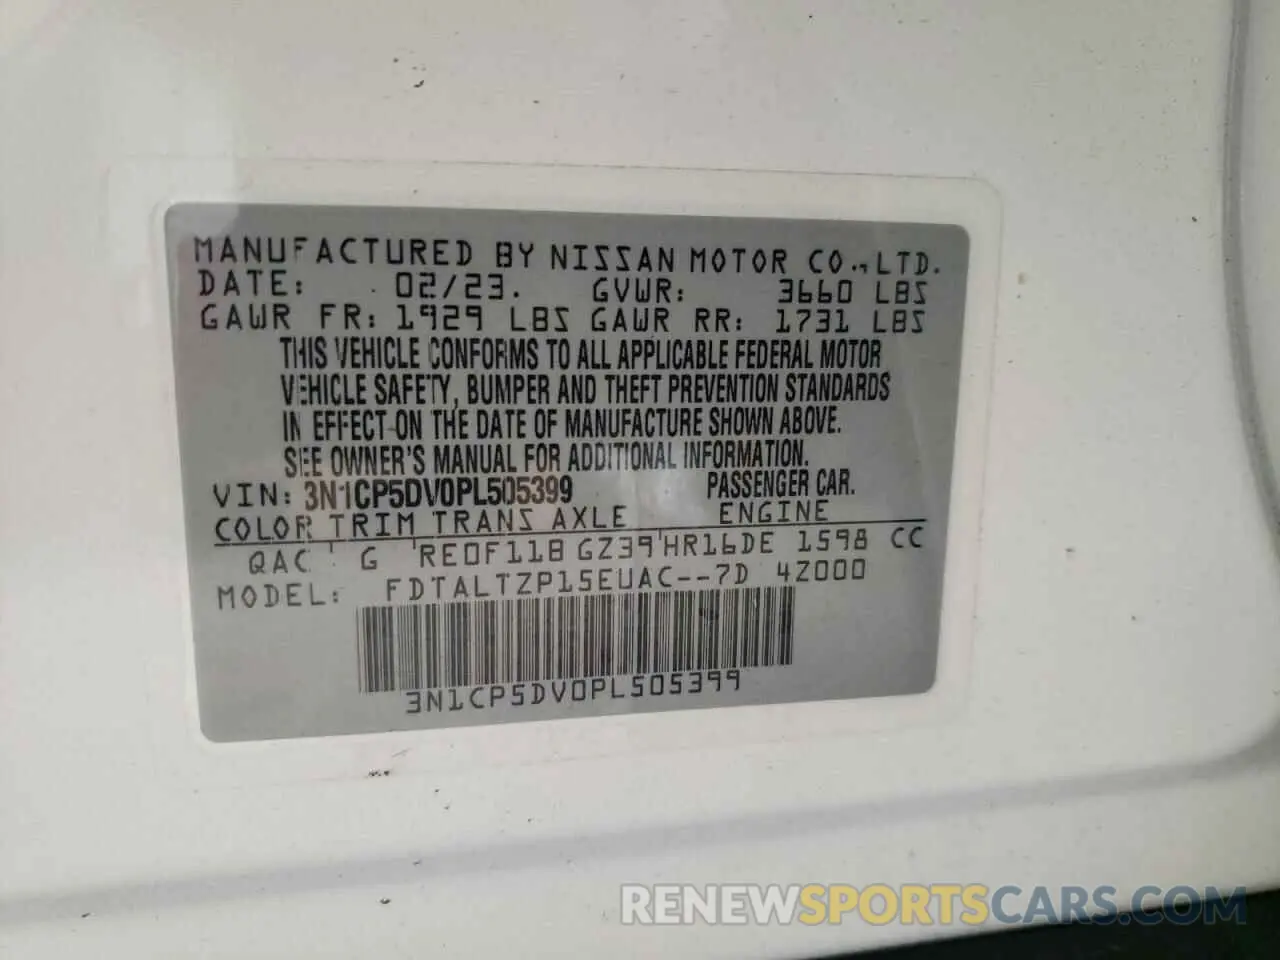 MANUFACTURED BY NISSAN MOTOR CO., LTD.
DATE: 02/23. GVWR: 3660 LBS
GAWR FR: 1929 LBS GAWR RR: 1731 LBS
THIS VEHICLE CONFORMS TO ALL APPLICABLE FEDERAL MOTOR
VEHICLE SAFETY, BUMPER AND THEFT PREVENTION STANDARDS
IN EFFECT ON THE DATE OF MANUFACTURE SHOWN ABOVE.
SEE OWNER'S MANUAL FOR ADDITIONAL INFORMATION.
VIN: 3N1CP5DV0PL505399 PASSENGER CAR.
COLOR TRIM TRANS AXLE ENGINE
QAC G RE0F11B GZ39 HR16DE 1598 CC
MODEL: FDTALTZP15EUAC--7D 4Z000
3N1CP5DV0PL505399
RENEWSPORTSCARS.COM